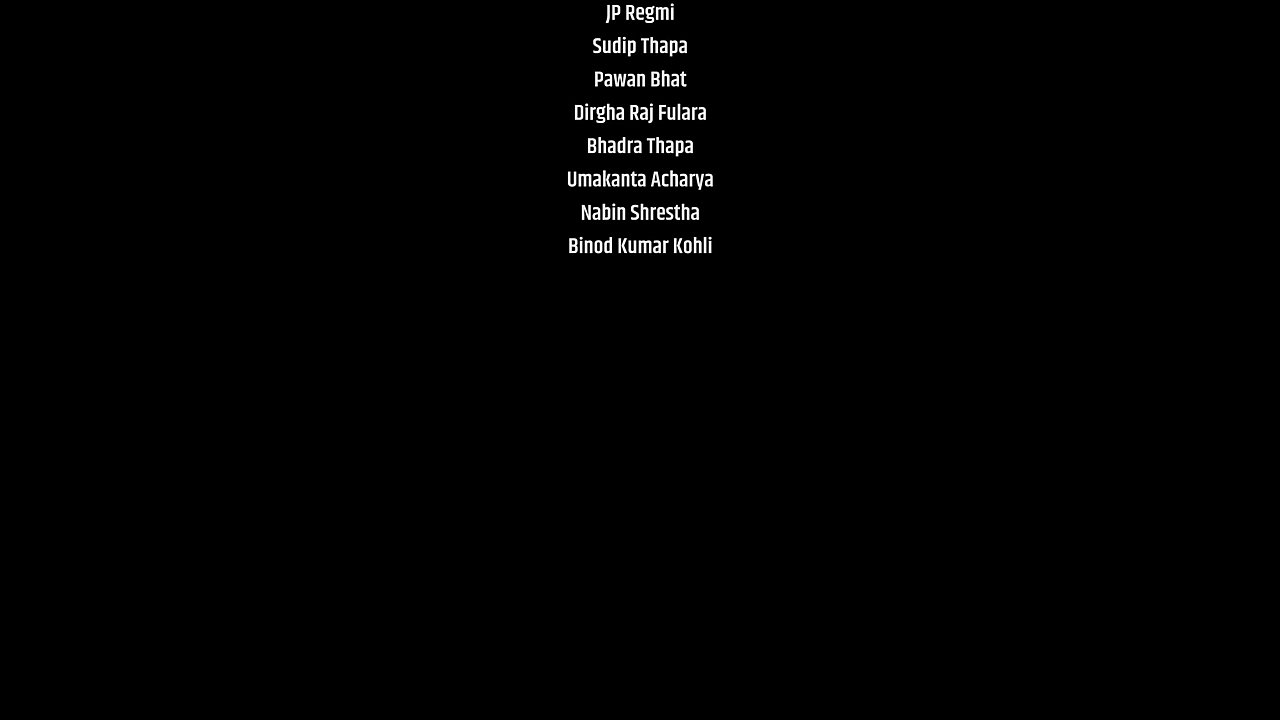 JP Regmi
Sudip Thapa
Pawan Bhat
Dirgha Raj Fulara
Bhadra Thapa
Umakanta Acharya
Nabin Shrestha
Binod Kumar Kohli